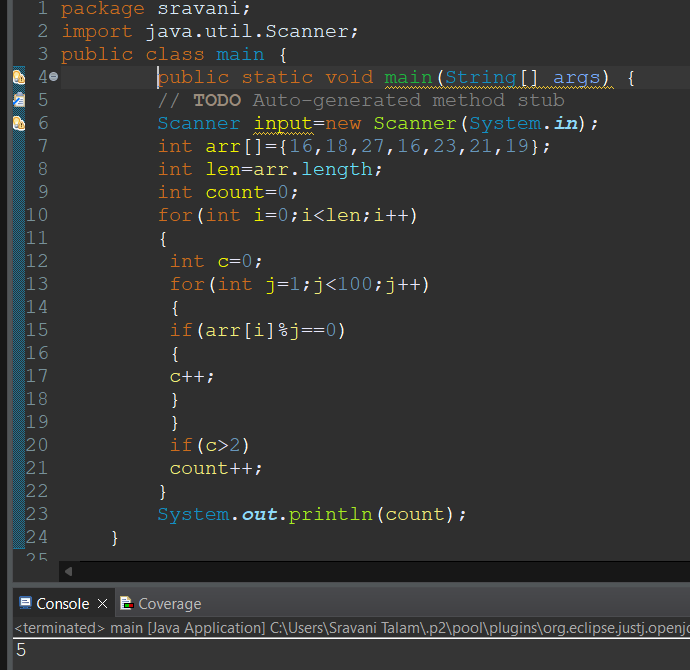 1 package sravani;
2 import java.util.Scanner;
3 public class main {
4 public static void main(String[] args) {
5 // TODO Auto-generated method stub
6 Scanner input=new Scanner(System.in);
7 int arr[]={16,18,27,16,23,21,19};
8 int len=arr.length;
9 int count=0;
10 for(int i=0;i<len;i++)
11 {
12 int c=0;
13 for(int j=1;j<100;j++)
14 {
15 if(arr[i]%j==0)
16 {
17 c++;
18 }
19 }
20 if(c>2)
21 count++;
22 }
23 System.out.println(count);
24 }
25
Console Coverage
<terminated> main [Java Application] C:\Users\Sravani Talam\.p2\pool\plugins\org.eclipse.justj.openjd
5